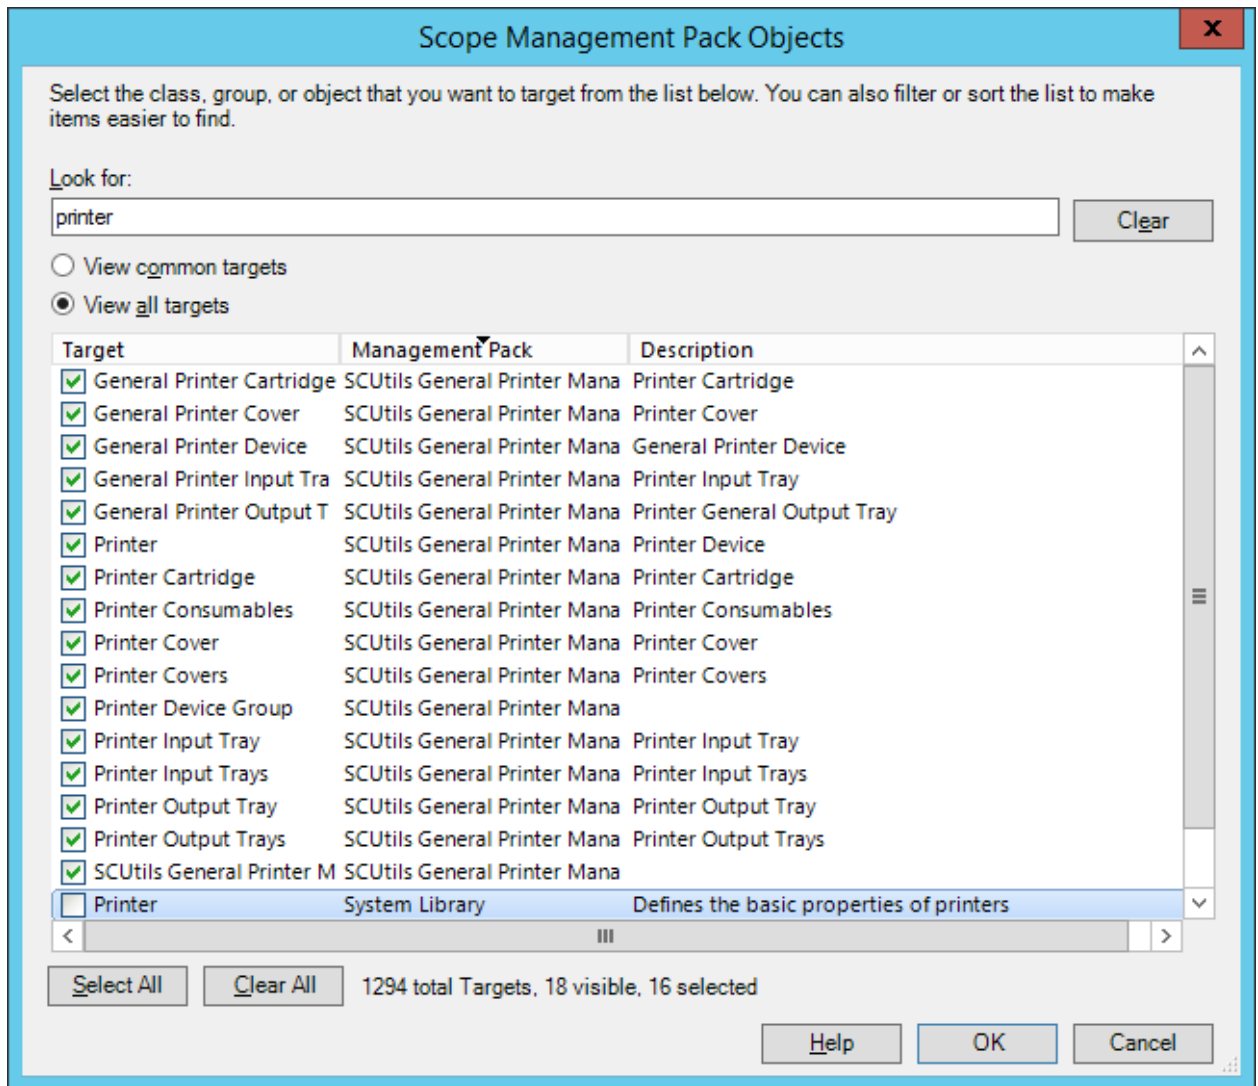 Scope Management Pack Objects
x
Select the class, group, or object that you want to target from the list below. You can also filter or sort the list to make
items easier to find.
Look for:
printer
Clear
View common targets
View all targets
Target Management Pack Description
General Printer Cartridge SCUtils General Printer Mana Printer Cartridge
General Printer Cover SCUtils General Printer Mana Printer Cover
General Printer Device SCUtils General Printer Mana General Printer Device
General Printer Input Tra SCUtils General Printer Mana Printer Input Tray
General Printer Output T SCUtils General Printer Mana Printer General Output Tray
Printer SCUtils General Printer Mana Printer Device
Printer Cartridge SCUtils General Printer Mana Printer Cartridge
Printer Consumables SCUtils General Printer Mana Printer Consumables
Printer Cover SCUtils General Printer Mana Printer Cover
Printer Covers SCUtils General Printer Mana Printer Covers
Printer Device Group SCUtils General Printer Mana
Printer Input Tray SCUtils General Printer Mana Printer Input Tray
Printer Input Trays SCUtils General Printer Mana Printer Input Trays
Printer Output Tray SCUtils General Printer Mana Printer Output Tray
Printer Output Trays SCUtils General Printer Mana Printer Output Trays
SCUtils General Printer M SCUtils General Printer Mana
Printer System Library Defines the basic properties of printers
Select All Clear All 1294 total Targets, 18 visible, 16 selected
Help OK Cancel